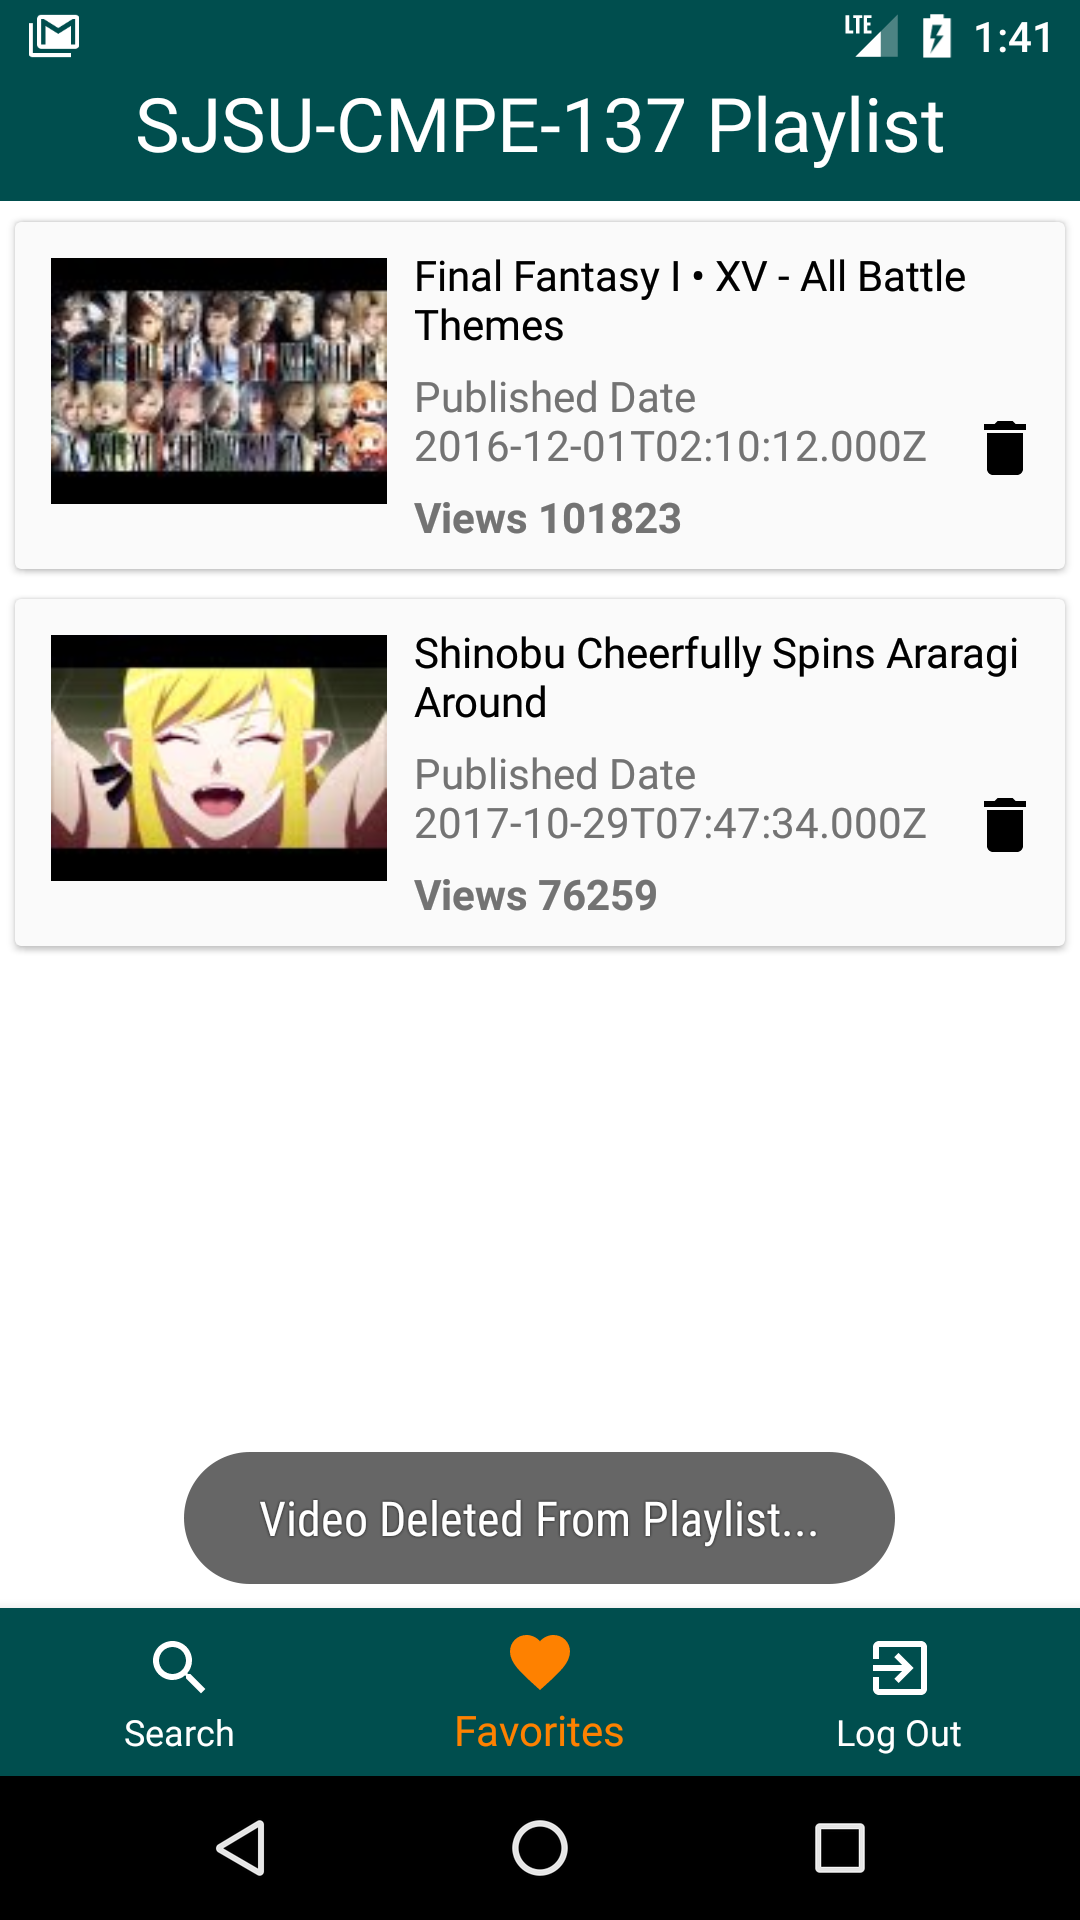 LTE 1:41
SJSU-CMPE-137 Playlist
Final Fantasy I • XV - All Battle
Themes
Published Date
2016-12-01T02:10:12.000Z
Views 101823
Shinobu Cheerfully Spins Araragi
Around
Published Date
2017-10-29T07:47:34.000Z
Views 76259
Video Deleted From Playlist...
Search
Favorites
Log Out